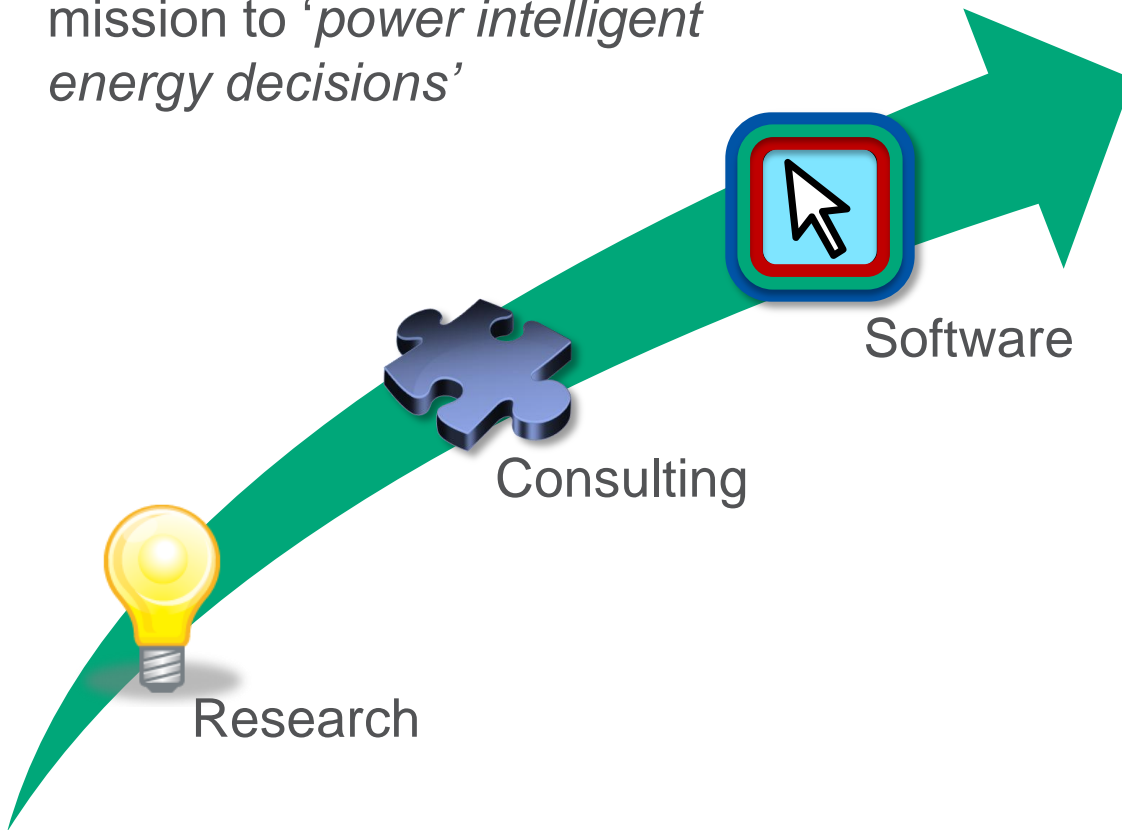 mission to ‘power intelligent
energy decisions’
Software
Consulting
Research